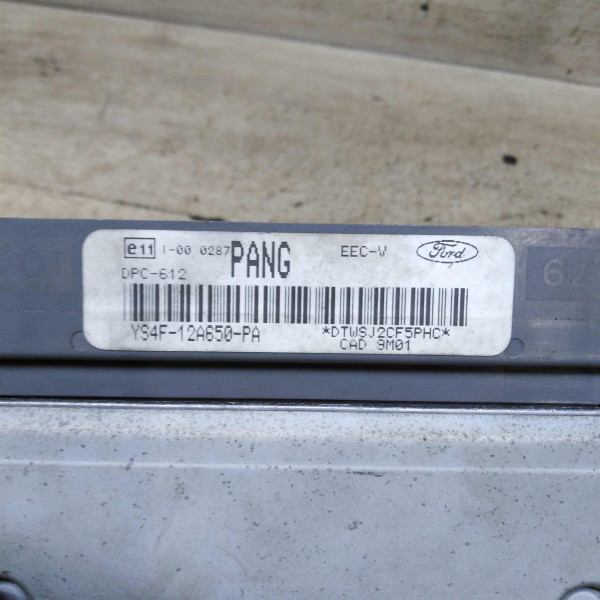 e11 1-00 0287 PANG EEC-V Ford
DPC-612
YS4F-12A650-PA *DTWSJ2CF5PHC*
CAD 9M01